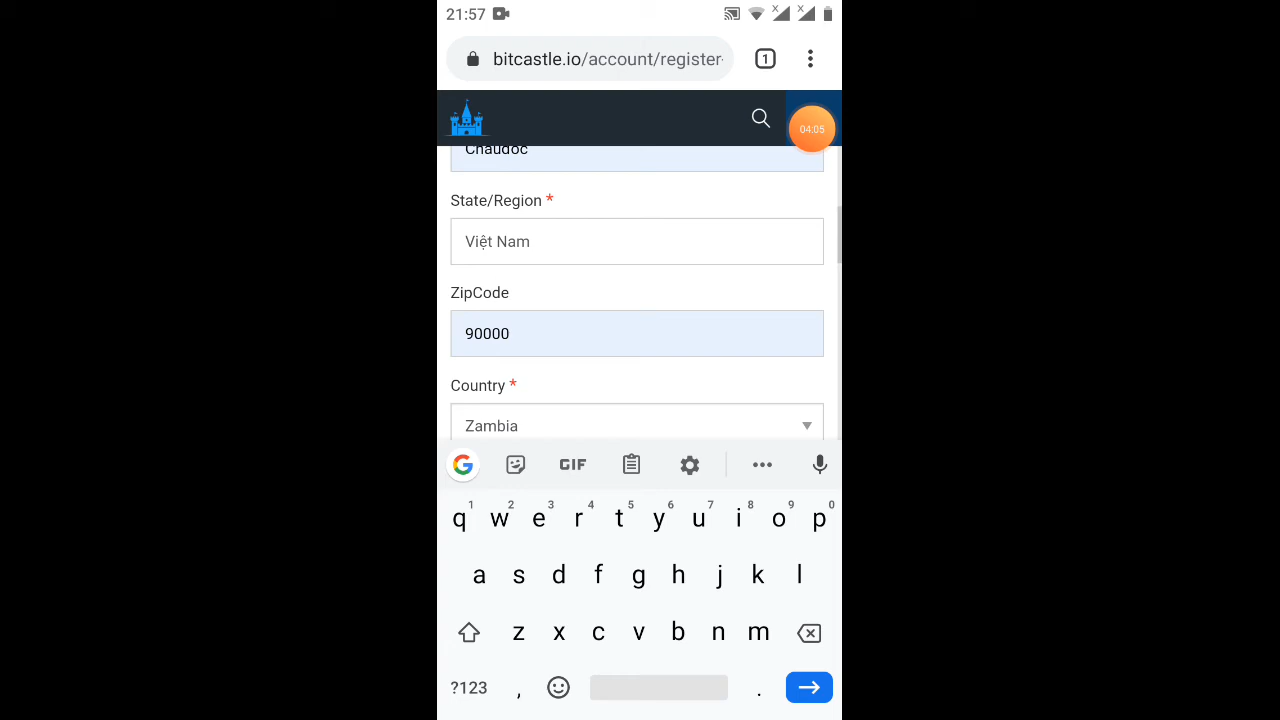 21:57
bitcastle.io/account/register-
1
04:05
Chaudoc
State/Region *
Việt Nam
ZipCode
90000
Country *
Zambia
GIF
1 2 3 4 5 6 7 8 9 0
q w e r t y u i o p
a s d f g h j k l
z x c v b n m
?123 , .